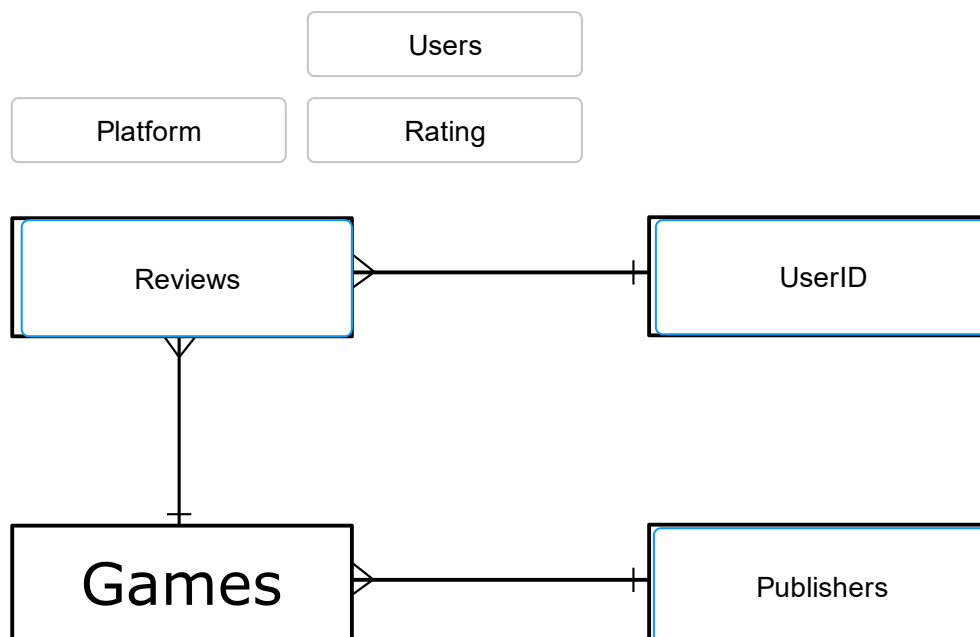 Users
Platform
Rating
Reviews
UserID
Games
Publishers